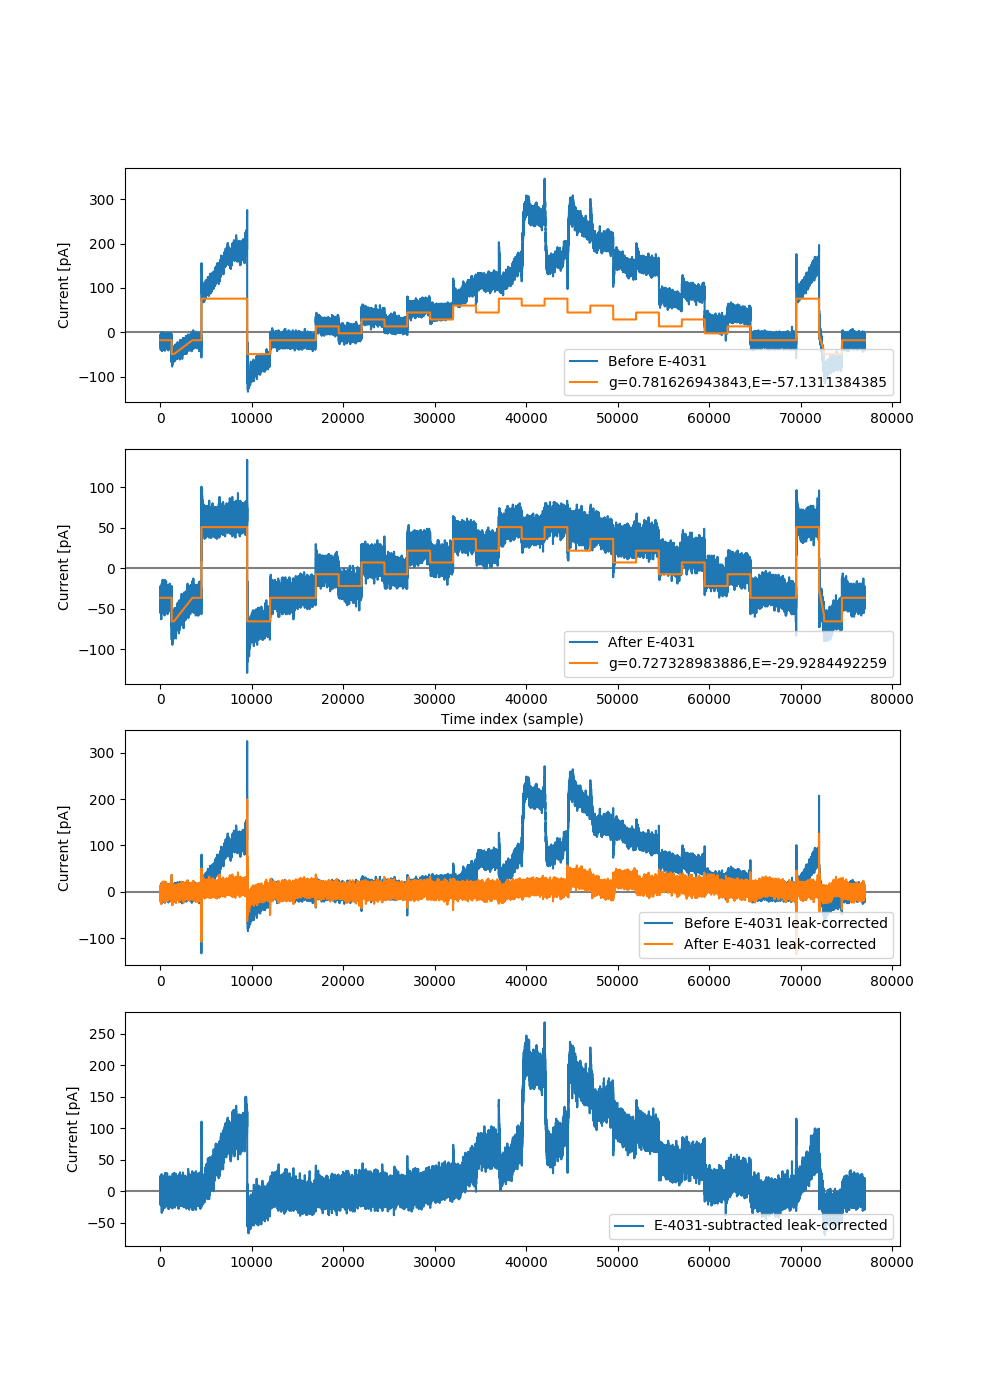 300
200
100
0
−100
Current [pA]
Before E-4031
g=0.781626943843,E=-57.1311384385
0 10000 20000 30000 40000 50000 60000 70000 80000
100
50
0
−50
−100
Current [pA]
After E-4031
g=0.727328983886,E=-29.9284492259
0 10000 20000 30000 40000 50000 60000 70000 80000
Time index (sample)
300
200
100
0
−100
Current [pA]
Before E-4031 leak-corrected
After E-4031 leak-corrected
0 10000 20000 30000 40000 50000 60000 70000 80000
250
200
150
100
50
0
−50
Current [pA]
E-4031-subtracted leak-corrected
0 10000 20000 30000 40000 50000 60000 70000 80000